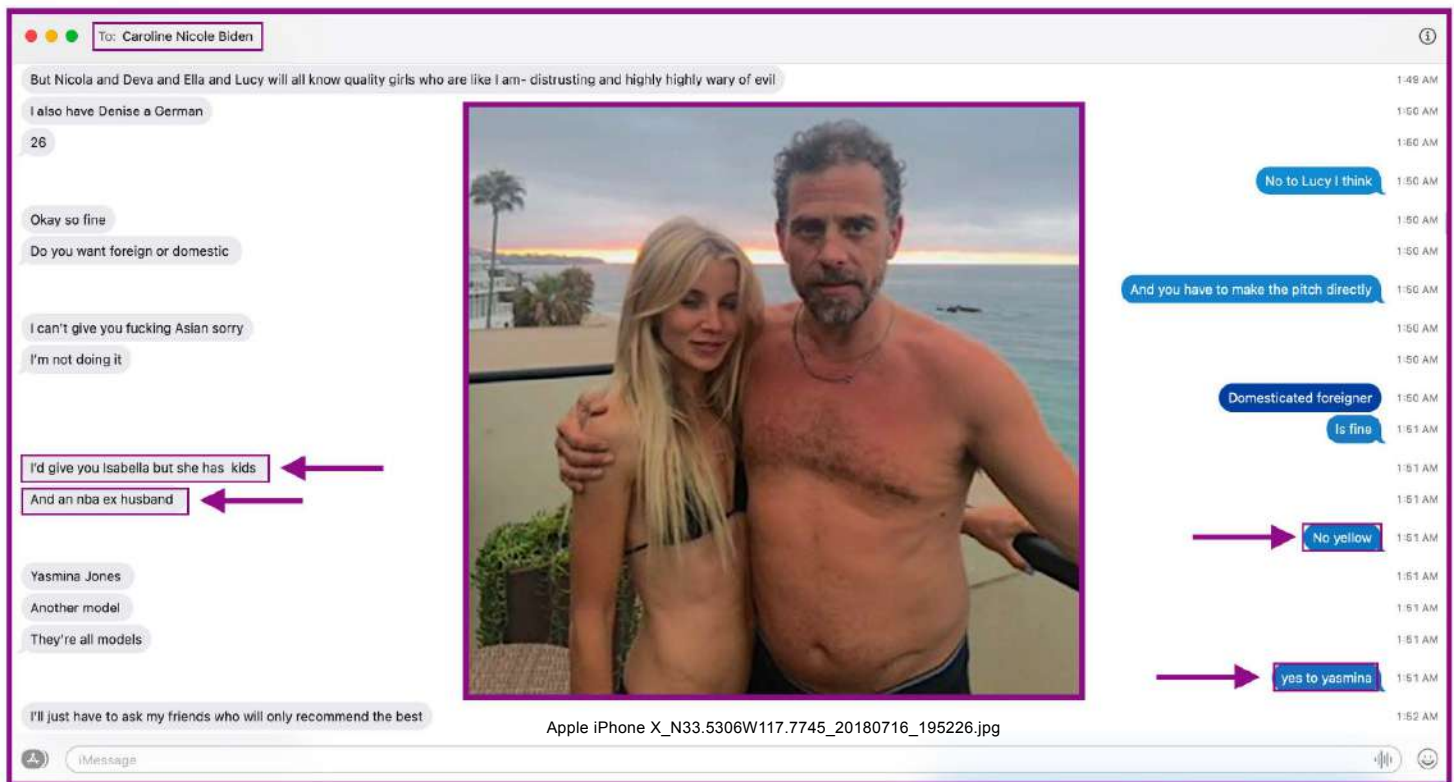 To: Caroline Nicole Biden
But Nicola and Deva and Ella and Lucy will all know quality girls who are like I am- distrusting and highly highly wary of evil 1:49 AM
I also have Denise a German 1:50 AM
26 1:50 AM
No to Lucy I think 1:50 AM
Okay so fine 1:50 AM
Do you want foreign or domestic 1:50 AM
And you have to make the pitch directly 1:50 AM
I can't give you fucking Asian sorry 1:50 AM
I'm not doing it 1:50 AM
Domesticated foreigner 1:50 AM
Is fine 1:51 AM
I'd give you Isabella but she has kids 1:51 AM
And an nba ex husband 1:51 AM
No yellow 1:51 AM
Yasmina Jones 1:51 AM
Another model 1:51 AM
They're all models 1:51 AM
yes to yasmina 1:51 AM
I'll just have to ask my friends who will only recommend the best 1:52 AM
Apple iPhone X_N33.5306W117.7745_20180716_195226.jpg
iMessage